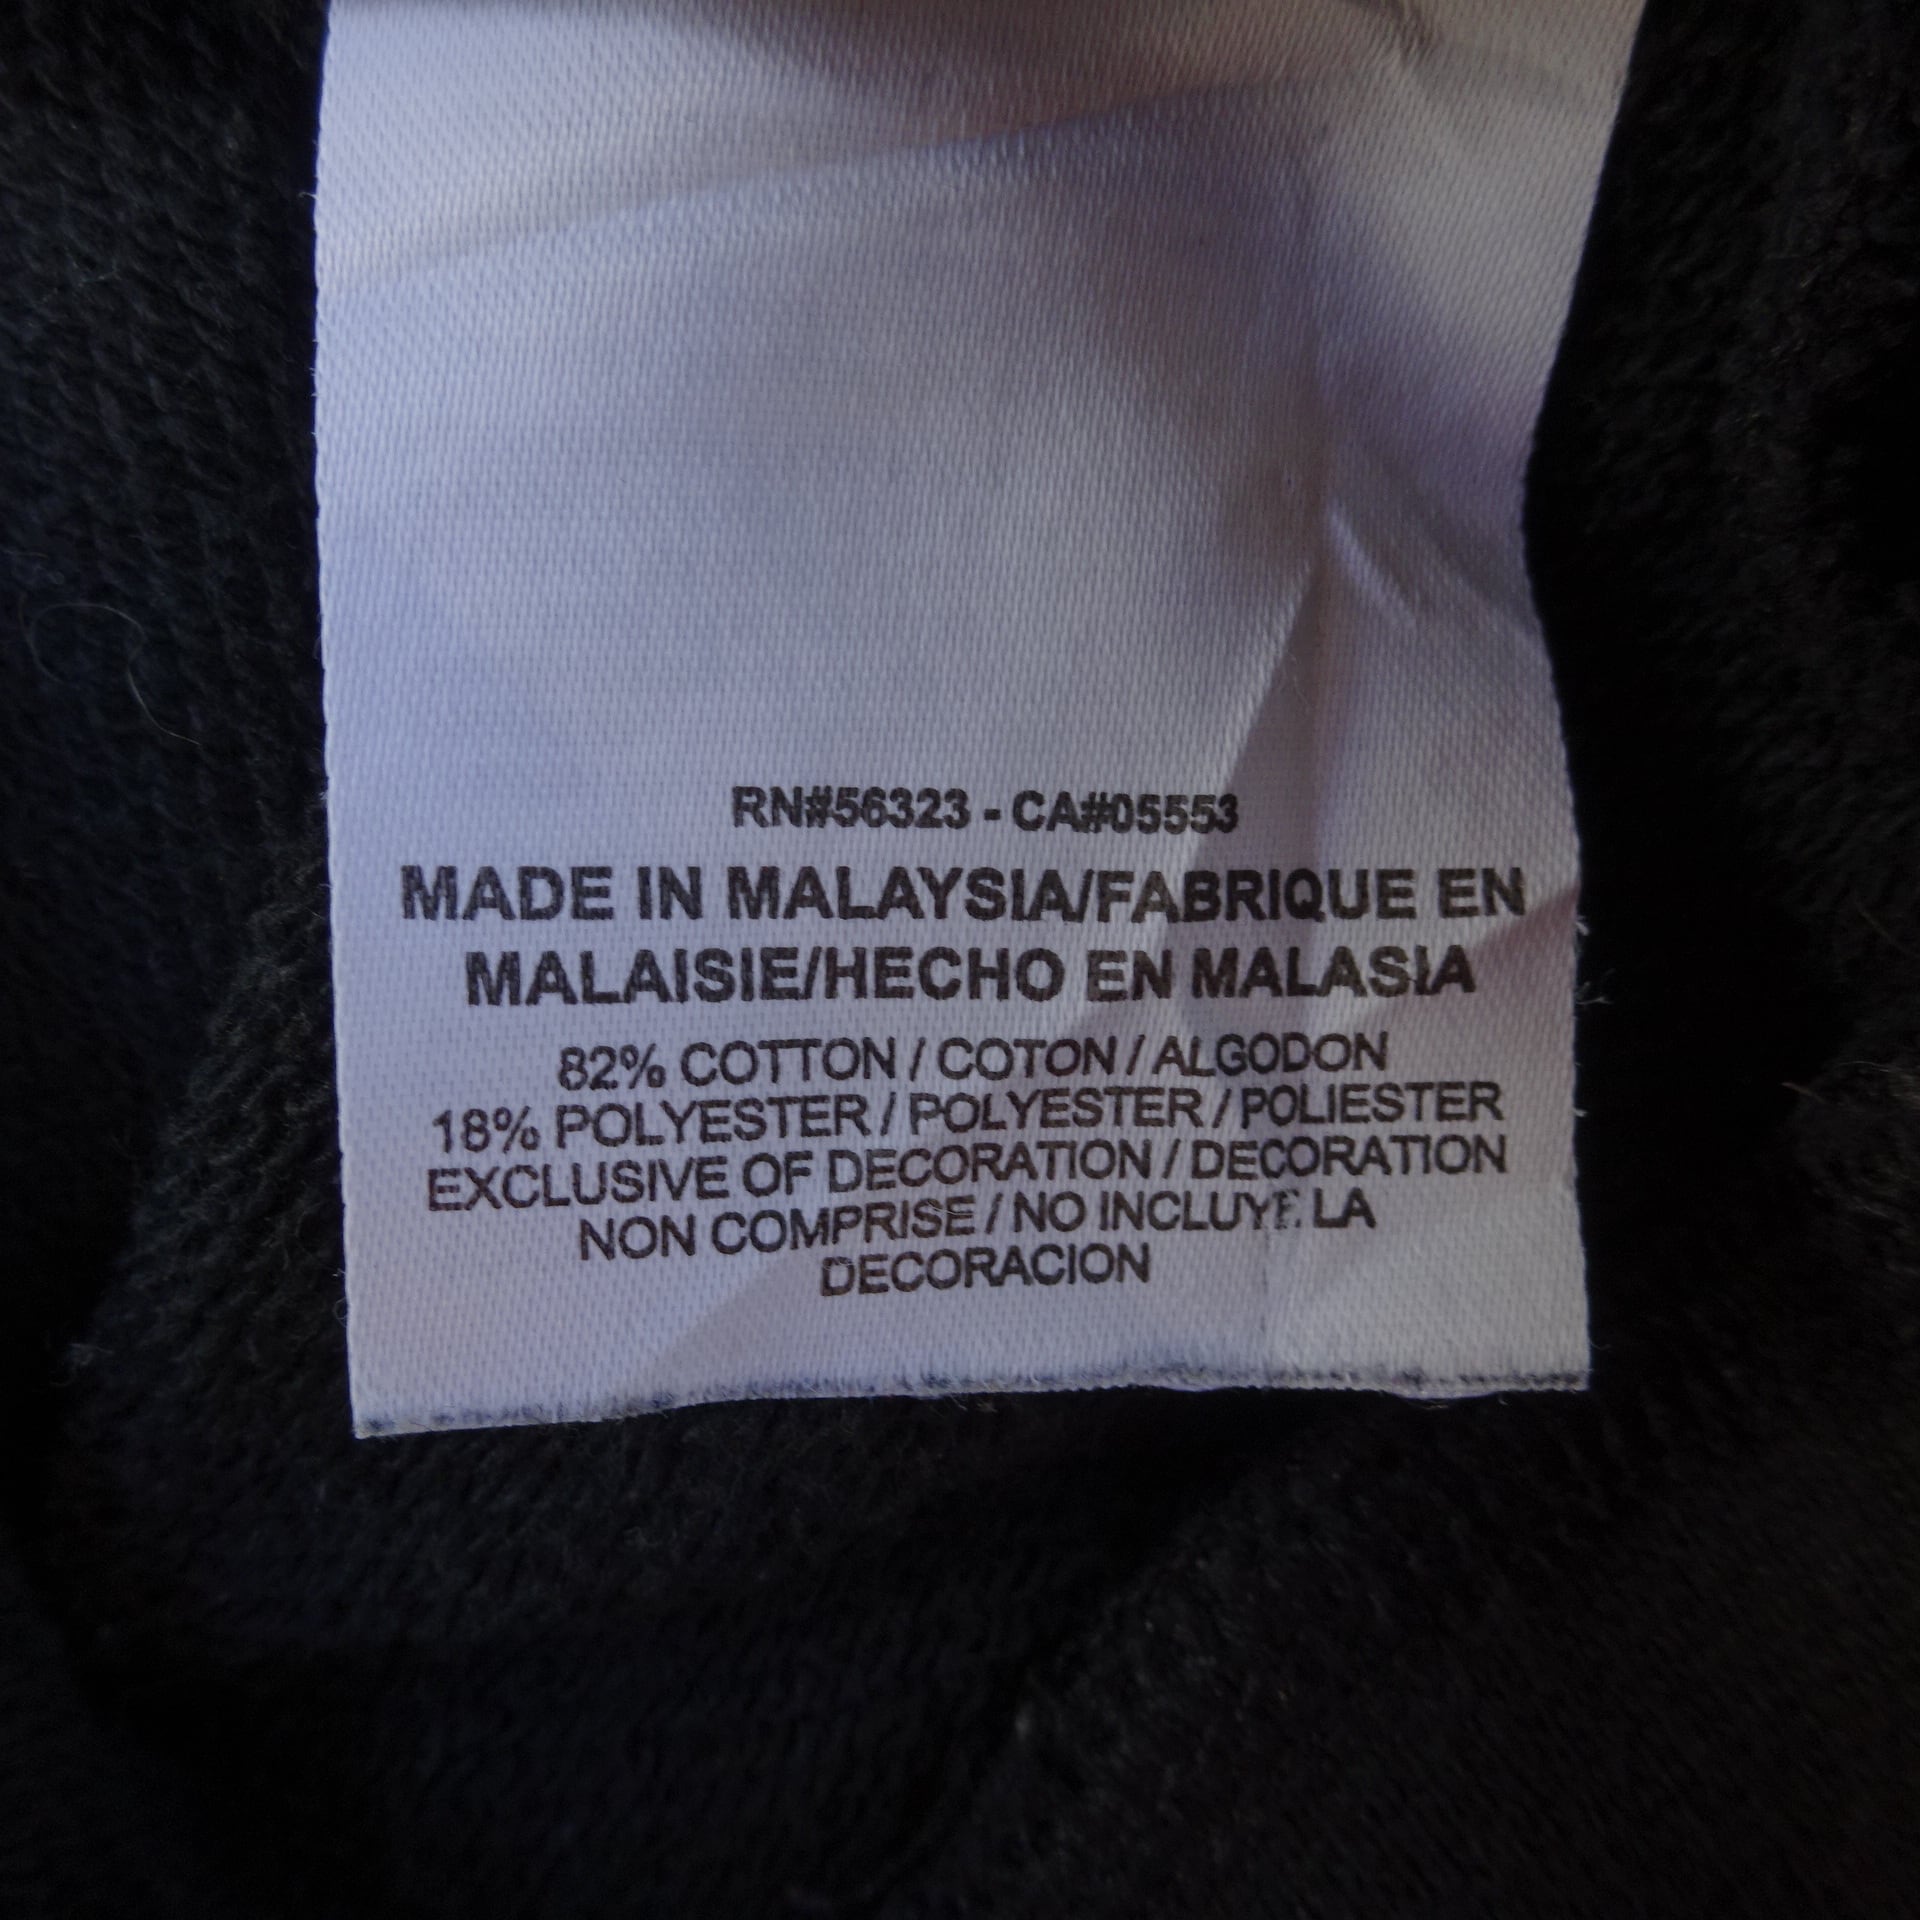 RN#56323 - CA#05553
MADE IN MALAYSIA/FABRIQUE EN
MALAISIE/HECHO EN MALASIA
82% COTTON / COTON / ALGODON
18% POLYESTER / POLYESTER / POLIESTER
EXCLUSIVE OF DECORATION / DECORATION
NON COMPRISE / NO INCLUYE LA
DECORACION